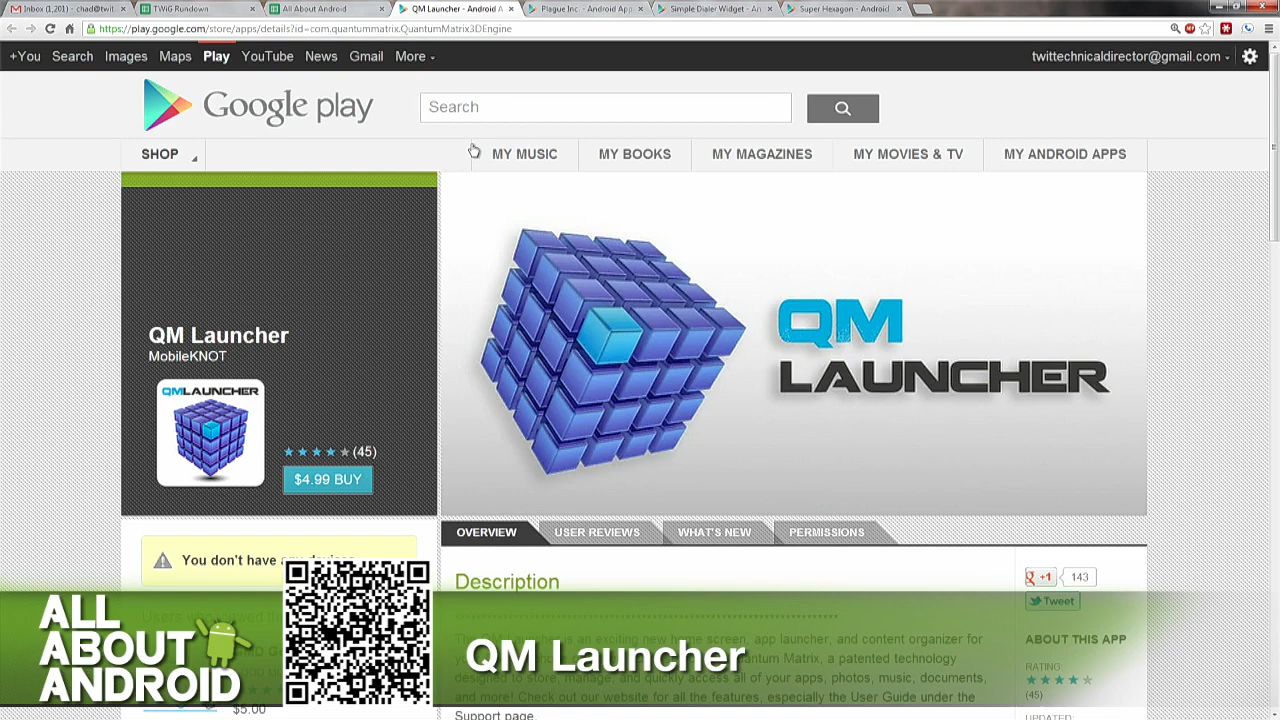 Inbox (1,201) - chad@twit
TWiG Rundown
All About Android
QM Launcher - Android A
Plague Inc. - Android App
Simple Dialer Widget - An
Super Hexagon - Android
https://play.google.com/store/apps/details?id=com.quantummatrix.QuantumMatrix3DEngine
+You Search Images Maps Play YouTube News Gmail More
twittechnicaldirector@gmail.com
Google play
Search
SHOP
MY MUSIC
MY BOOKS
MY MAGAZINES
MY MOVIES & TV
MY ANDROID APPS
QM Launcher
MobileKNOT
QMLAUNCHER
(45)
$4.99 BUY
QM
LAUNCHER
OVERVIEW
USER REVIEWS
WHAT'S NEW
PERMISSIONS
You don't have any devices
Description
The QM Launcher is an exciting new home screen, app launcher, and content organizer for
Quantum Matrix, a patented technology
designed to store, manage, and quickly access all of your apps, photos, music, documents,
and more! Check out our website for all the features, especially the User Guide under the
Support page.
+1 143
Tweet
ABOUT THIS APP
RATING:
(45)
UPDATED:
$5.00
ALL
ABOUT
ANDROID
QM Launcher